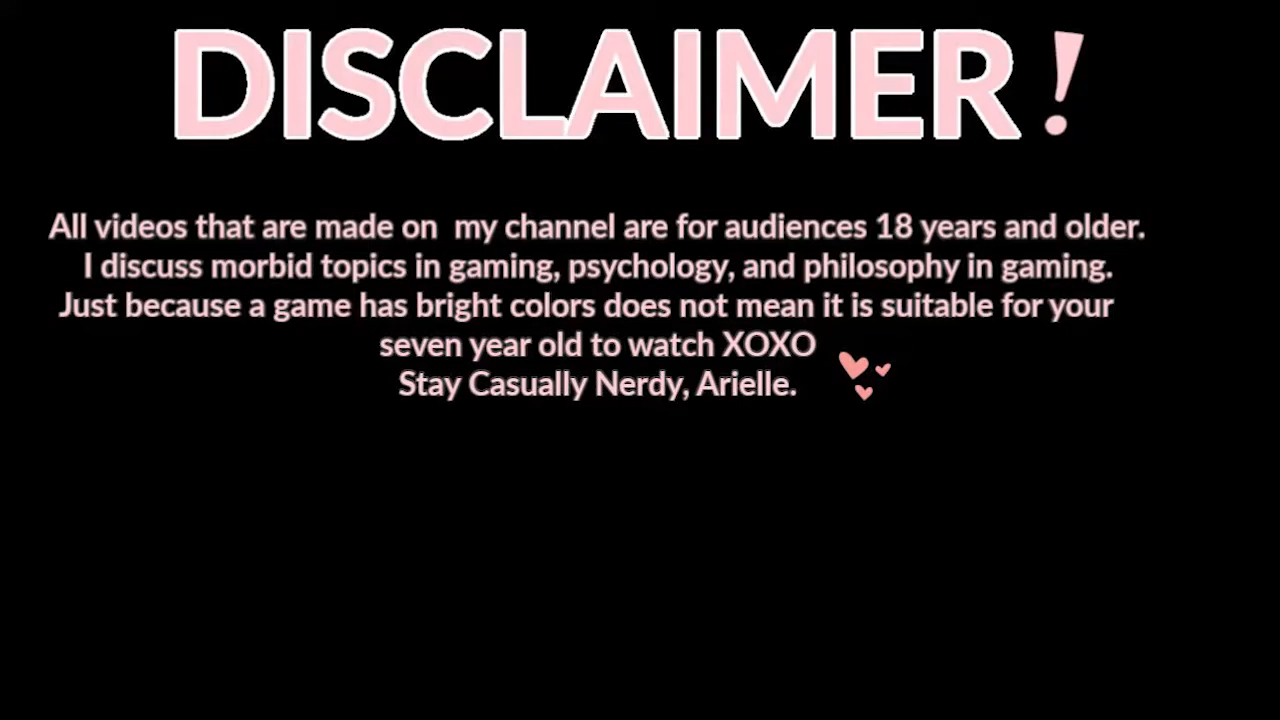 DISCLAIMER!
All videos that are made on  my channel are for audiences 18 years and older.
I discuss morbid topics in gaming, psychology, and philosophy in gaming.
Just because a game has bright colors does not mean it is suitable for your
seven year old to watch XOXO
Stay Casually Nerdy, Arielle.